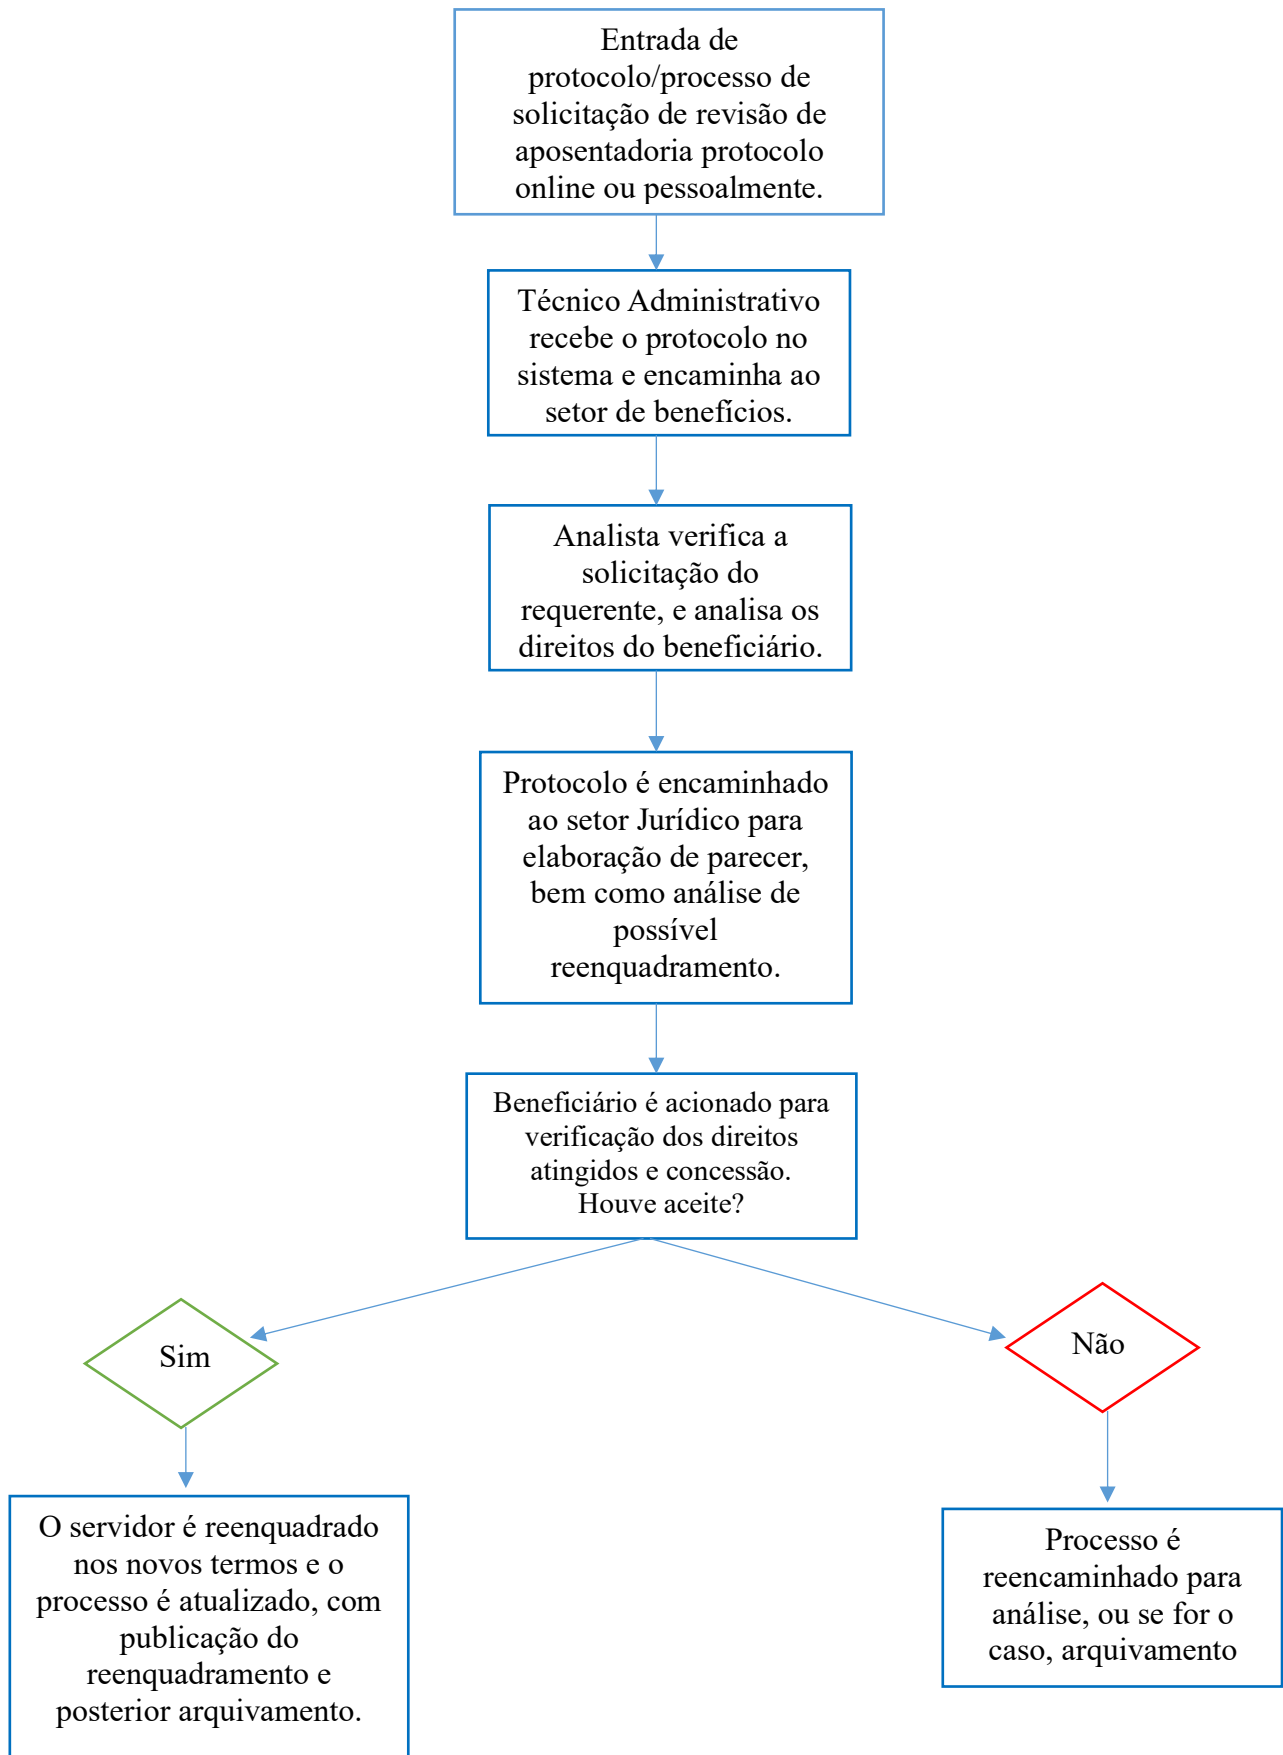 Entrada de
protocolo/processo de
solicitação de revisão de
aposentadoria protocolo
online ou pessoalmente.
Técnico Administrativo
recebe o protocolo no
sistema e encaminha ao
setor de benefícios.
Analista verifica a
solicitação do
requerente, e analisa os
direitos do beneficiário.
Protocolo é encaminhado
ao setor Jurídico para
elaboração de parecer,
bem como análise de
possível
reenquadramento.
Beneficiário é acionado para
verificação dos direitos
atingidos e concessão.
Houve aceite?
Sim
Não
O servidor é reenquadrado
nos novos termos e o
processo é atualizado, com
publicação do
reenquadramento e
posterior arquivamento.
Processo é
reencaminhado para
análise, ou se for o
caso, arquivamento